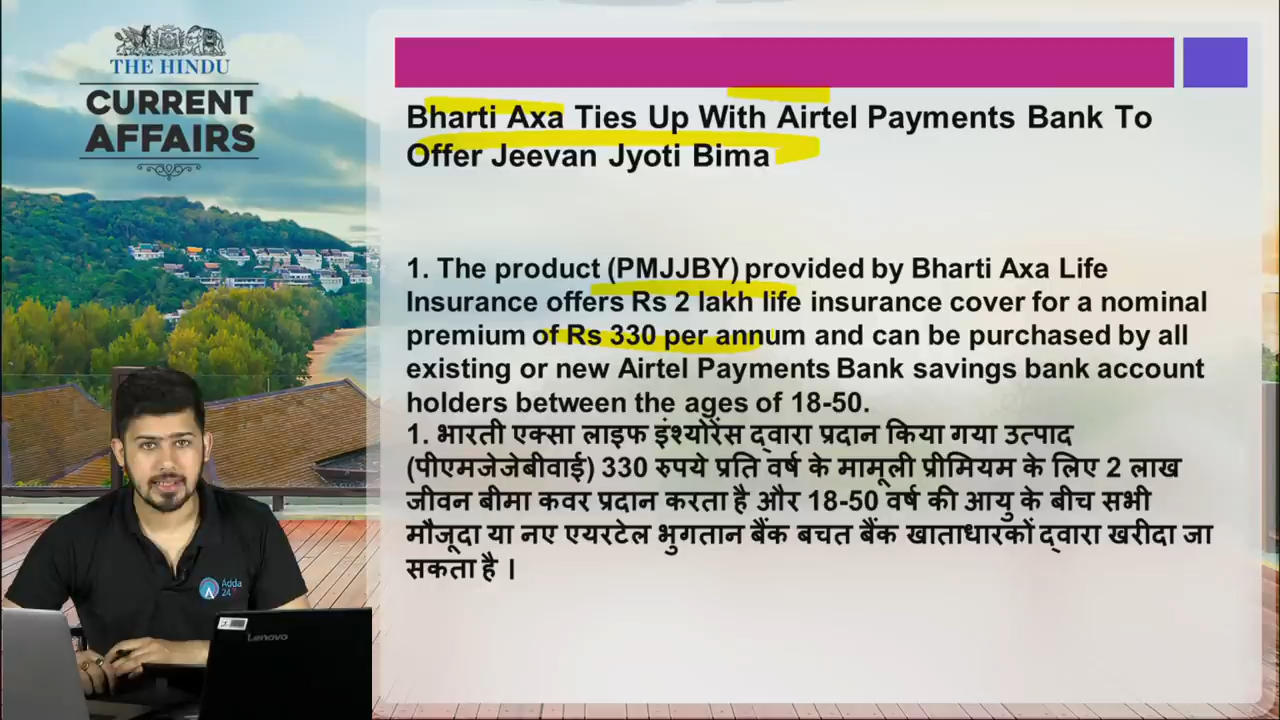 THE HINDU
CURRENT
AFFAIRS
Bharti Axa Ties Up With Airtel Payments Bank To
Offer Jeevan Jyoti Bima
1. The product (PMJJBY) provided by Bharti Axa Life
Insurance offers Rs 2 lakh life insurance cover for a nominal
premium of Rs 330 per annum and can be purchased by all
existing or new Airtel Payments Bank savings bank account
holders between the ages of 18-50.
1. भारती एक्सा लाइफ इंश्योरेंस द्वारा प्रदान किया गया उत्पाद
(पीएमजेजेबीवाई) 330 रुपये प्रति वर्ष के मामूली प्रीमियम के लिए 2 लाख
जीवन बीमा कवर प्रदान करता है और 18-50 वर्ष की आयु के बीच सभी
मौजूदा या नए एयरटेल भुगतान बैंक बचत बैंक खाताधारकों द्वारा खरीदा जा
सकता है ।
Adda
24
Lenovo